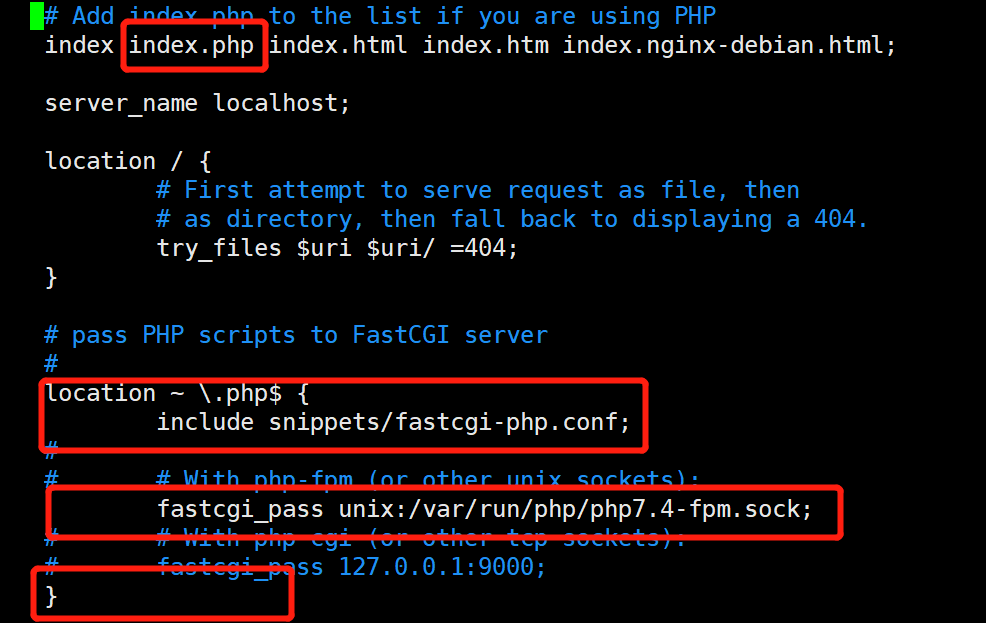 # Add index.php to the list if you are using PHP
index index.php index.html index.htm index.nginx-debian.html;
server_name localhost;
location / {
# First attempt to serve request as file, then
# as directory, then fall back to displaying a 404.
try_files $uri $uri/ =404;
}
# pass PHP scripts to FastCGI server
#
location ~ \.php$ {
include snippets/fastcgi-php.conf;
#
# # With php-fpm (or other unix sockets):
fastcgi_pass unix:/var/run/php/php7.4-fpm.sock;
# # With php-cgi (or other tcp sockets):
# fastcgi_pass 127.0.0.1:9000;
}